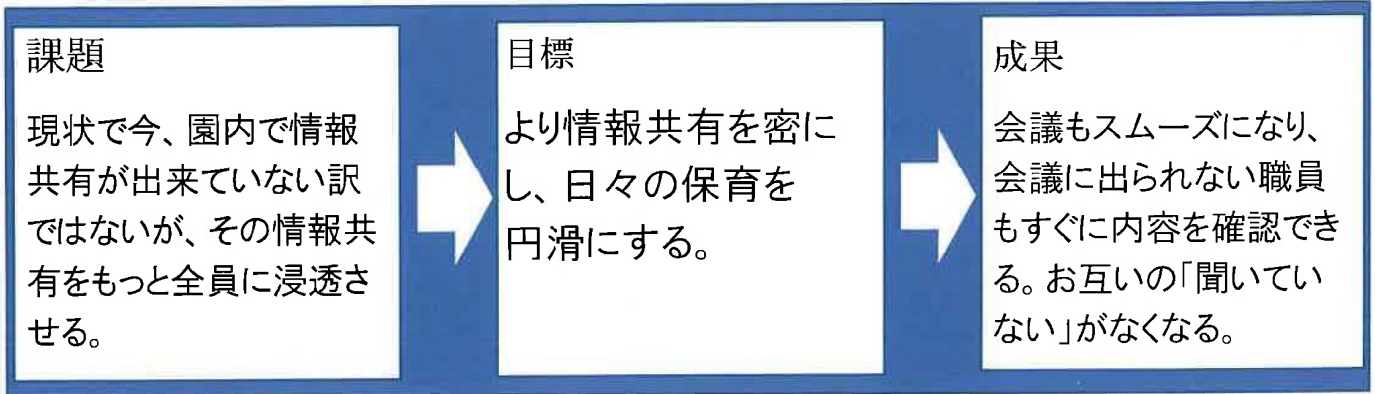 課題
現状で今、園内で情報
共有が出来ていない訳
ではないが、その情報共
有をもっと全員に浸透さ
せる。
目標
より情報共有を密に
し、日々の保育を
円滑にする。
成果
会議もスムーズになり、
会議に出られない職員
もすぐに内容を確認でき
る。お互いの「聞いてい
ない」がなくなる。